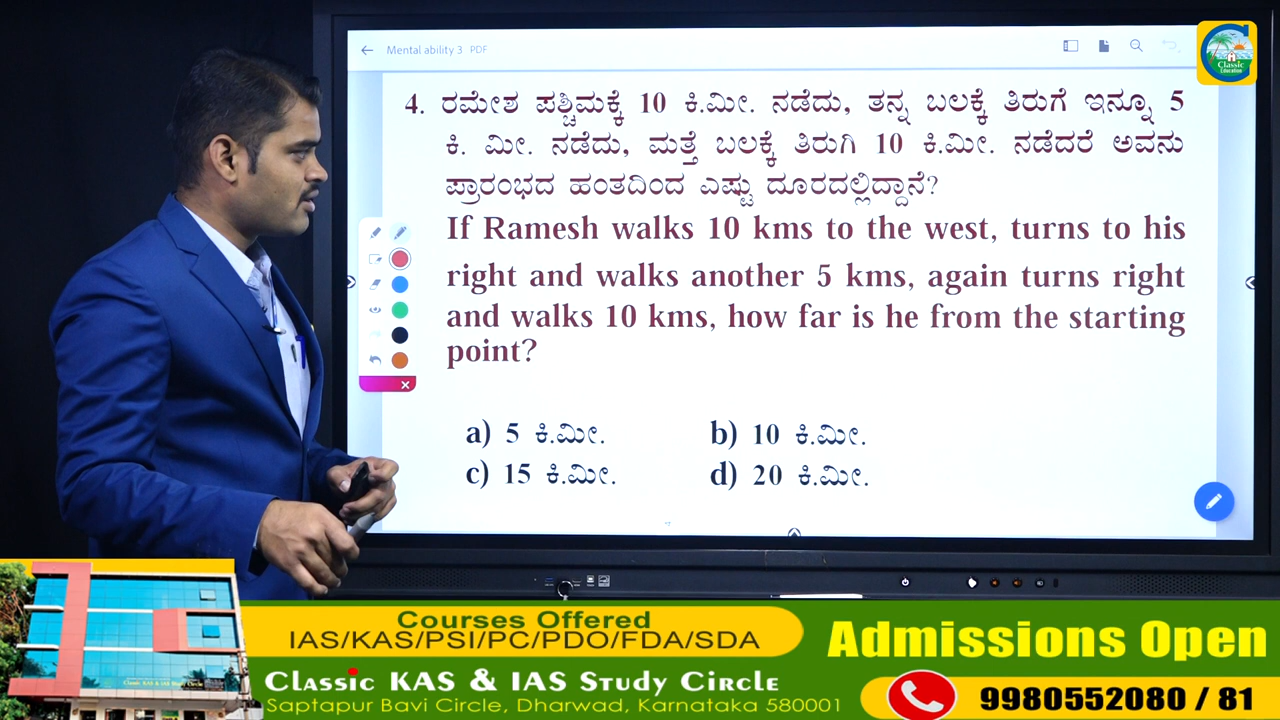 Mental ability 3 PDF
Classic
Education
4. ರಮೇಶ ಪಶ್ಚಿಮಕ್ಕೆ 10 ಕಿ.ಮೀ. ನಡೆದು, ತನ್ನ ಬಲಕ್ಕೆ ತಿರುಗೆ ಇನ್ನೂ 5
ಕಿ. ಮೀ. ನಡೆದು, ಮತ್ತೆ ಬಲಕ್ಕೆ ತಿರುಗಿ 10 ಕಿ.ಮೀ. ನಡೆದರೆ ಅವನು
ಪ್ರಾರಂಭದ ಹಂತದಿಂದ ಎಷ್ಟು ದೂರದಲ್ಲಿದ್ದಾನೆ?
If Ramesh walks 10 kms to the west, turns to his
right and walks another 5 kms, again turns right
and walks 10 kms, how far is he from the starting
point?
a) 5 ಕಿ.ಮೀ. b) 10 ಕಿ.ಮೀ.
c) 15 ಕಿ.ಮೀ. d) 20 ಕಿ.ಮೀ.
Courses Offered
IAS/KAS/PSI/PC/PDO/FDA/SDA
Classic KAS & IAS Study Circle
Saptapur Bavi Circle, Dharwad, Karnataka 580001
Admissions Open
9980552080 / 81